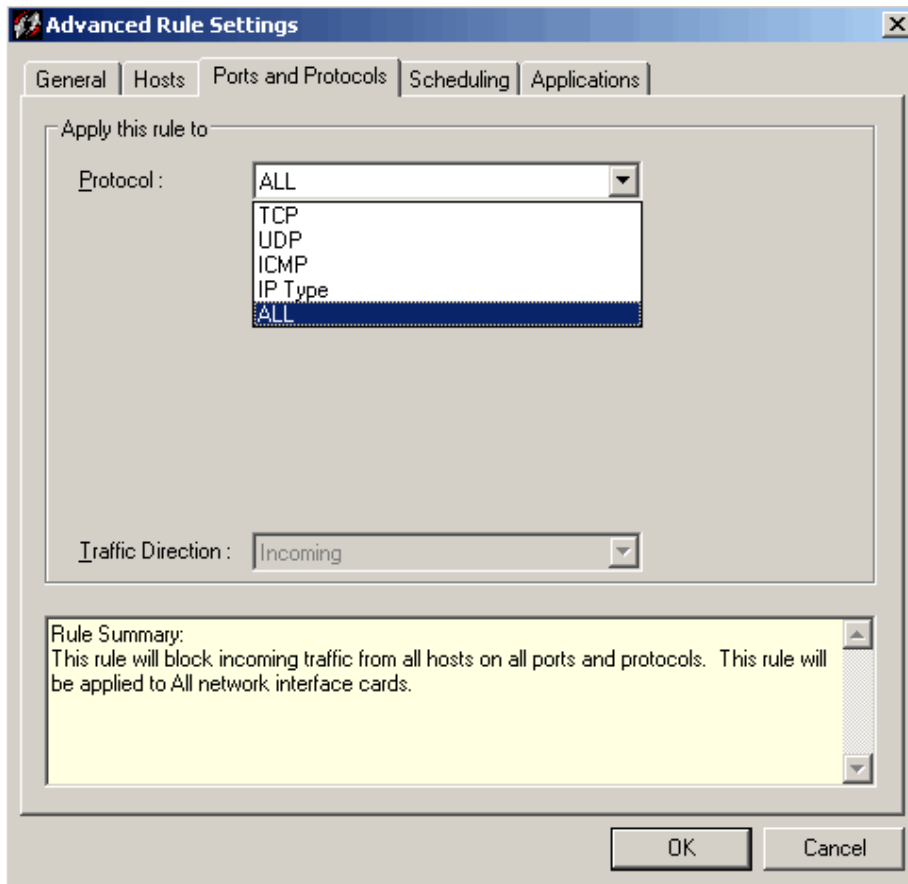 Advanced Rule Settings
General Hosts Ports and Protocols Scheduling Applications
Apply this rule to
Protocol : ALL
TCP
UDP
ICMP
IP Type
ALL
Traffic Direction : Incoming
Rule Summary:
This rule will block incoming traffic from all hosts on all ports and protocols. This rule will
be applied to All network interface cards.
OK Cancel